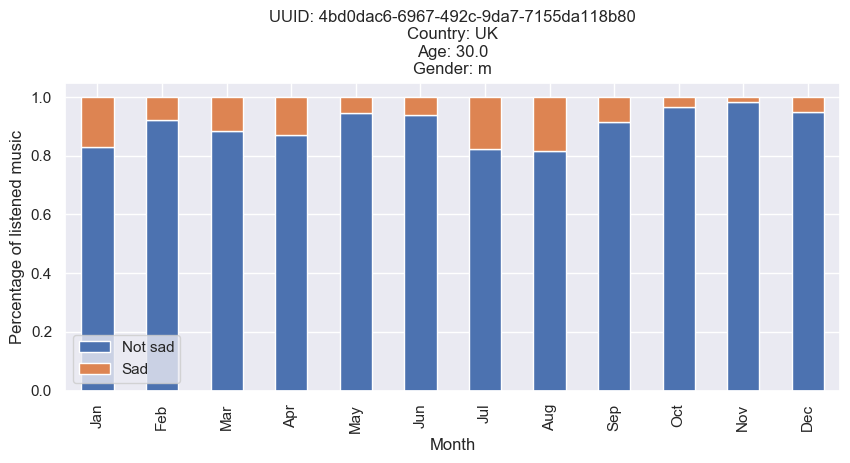 UUID: 4bd0dac6-6967-492c-9da7-7155da118b80
Country: UK
Age: 30.0
Gender: m
Percentage of listened music
1.0
0.8
0.6
0.4
0.2
0.0
Not sad
Sad
Jan
Feb
Mar
Apr
May
Jun
Jul
Aug
Sep
Oct
Nov
Dec
Month